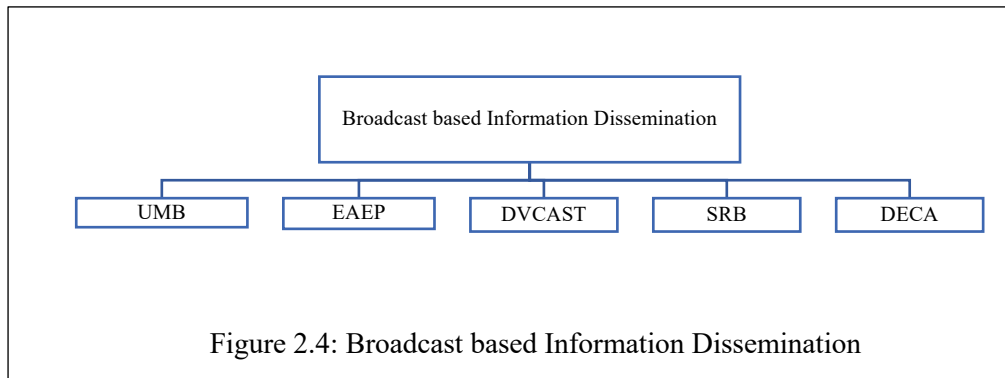 Broadcast based Information Dissemination
UMB
EAEP
DVCAST
SRB
DECA
Figure 2.4: Broadcast based Information Dissemination